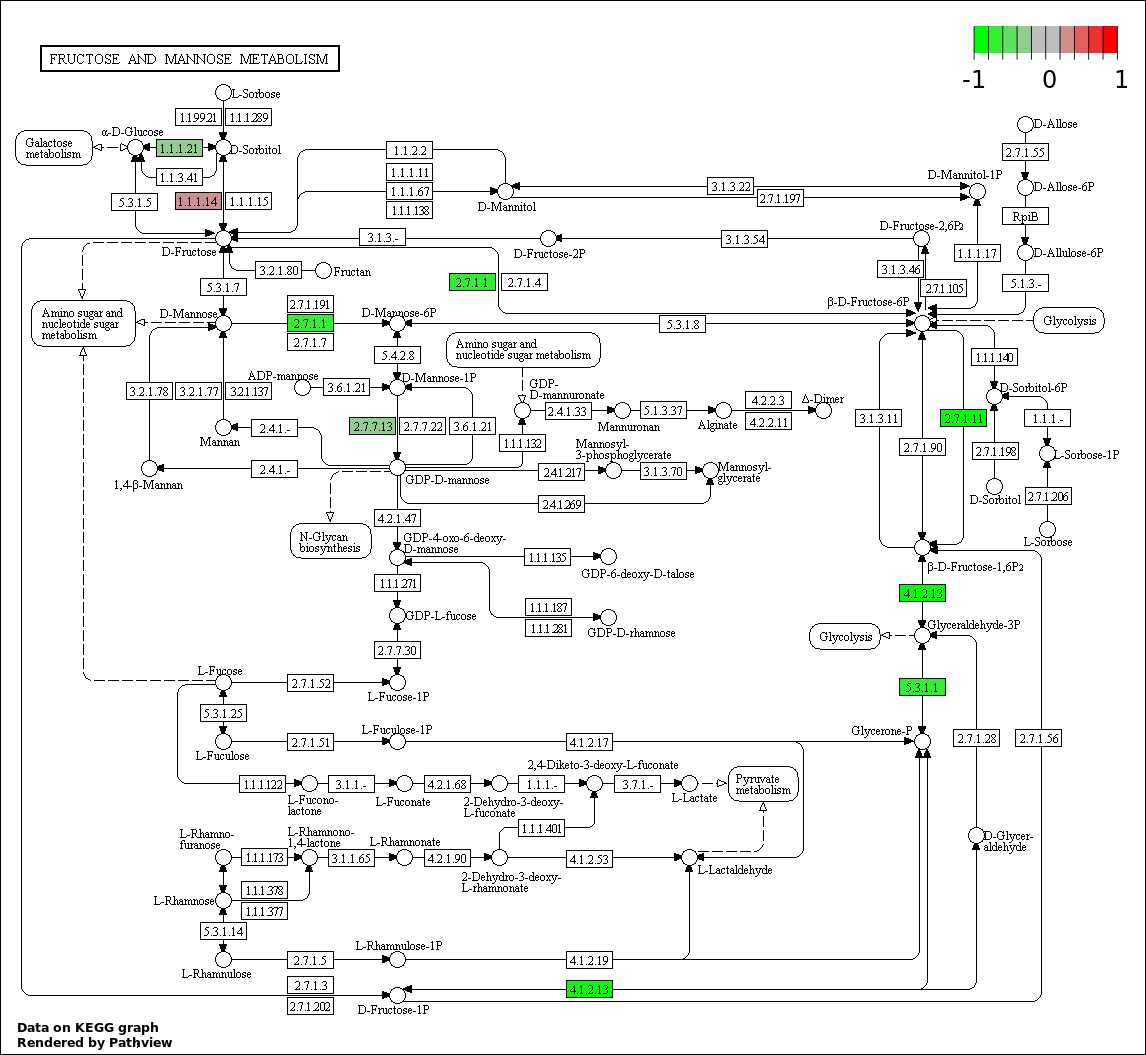 FRUCTOSE AND MANNOSE METABOLISM
-1 0 1
L-Sorbose
1.1.99.21
1.1.1.289
α-D-Glucose
Galactose
metabolism
1.1.1.21
D-Sorbitol
1.1.3.41
5.3.1.5
1.1.1.14
1.1.1.15
1.1.2.2
1.1.1.11
1.1.1.67
1.1.1.138
D-Mannitol
3.1.3.22
2.7.1.197
D-Mannitol-1P
D-Allose
2.7.1.55
D-Allose-6P
RpiB
D-Allulose-6P
5.1.3.-
D-Fructose
3.1.3.-
D-Fructose-2P
3.1.3.54
D-Fructose-2,6P2
1.1.1.17
3.1.3.46
2.7.1.105
β-D-Fructose-6P
3.2.1.80
Fructan
2.7.1.1
2.7.1.4
5.3.1.7
Amino sugar and
nucleotide sugar
metabolism
D-Mannose
2.7.1.191
2.7.1.1
2.7.1.7
D-Mannose-6P
5.3.1.8
Glycolysis
5.4.2.8
Amino sugar and
nucleotide sugar metabolism
1.1.1.140
ADP-mannose
3.6.1.21
D-Mannose-1P
GDP-
D-mannuronate
D-Sorbitol-6P
3.2.1.78
3.2.1.77
3.2.1.137
2.4.1.33
Mannuronan
5.1.3.37
Alginate
4.2.2.3
4.2.2.11
Δ-Dimer
3.1.3.11
2.7.1.11
1.1.1.-
Mannan
2.4.1.-
2.7.7.13
2.7.7.22
3.6.1.21
1.1.1.132
2.7.1.90
2.7.1.198
L-Sorbose-1P
Mannosyl-
3-phosphoglycerate
1,4-β-Mannan
2.4.1.-
GDP-D-mannose
2.4.1.217
3.1.3.70
Mannosyl-
glycerate
2.4.1.269
D-Sorbitol
2.7.1.206
L-Sorbose
N-Glycan
biosynthesis
4.2.1.47
GDP-4-oxo-6-deoxy-
D-mannose
1.1.1.135
GDP-6-deoxy-D-talose
β-D-Fructose-1,6P2
1.1.1.271
4.1.2.13
GDP-L-fucose
1.1.1.187
1.1.1.281
GDP-D-rhamnose
Glycolysis
Glyceraldehyde-3P
2.7.7.30
L-Fucose
2.7.1.52
L-Fucose-1P
5.3.1.1
5.3.1.25
L-Fuculose
2.7.1.51
L-Fuculose-1P
4.1.2.17
Glycerone-P
2.7.1.28
2.7.1.56
1.1.1.122
L-Fucono-
lactone
3.1.1.-
L-Fuconate
4.2.1.68
2-Dehydro-3-deoxy-
L-fuconate
1.1.1.-
2,4-Diketo-3-deoxy-L-fuconate
3.7.1.-
L-Lactate
Pyruvate
metabolism
1.1.1.401
L-Rhamno-
furanose
1.1.1.173
L-Rhamnono-
1,4-lactone
3.1.1.65
L-Rhamnonate
4.2.1.90
2-Dehydro-3-deoxy-
L-rhamnonate
4.1.2.53
L-Lactaldehyde
D-Glycer-
aldehyde
L-Rhamnose
1.1.1.378
1.1.1.377
5.3.1.14
L-Rhamnulose
2.7.1.5
L-Rhamnulose-1P
4.1.2.19
2.7.1.3
2.7.1.202
D-Fructose-1P
4.1.2.13
Data on KEGG graph
Rendered by Pathview